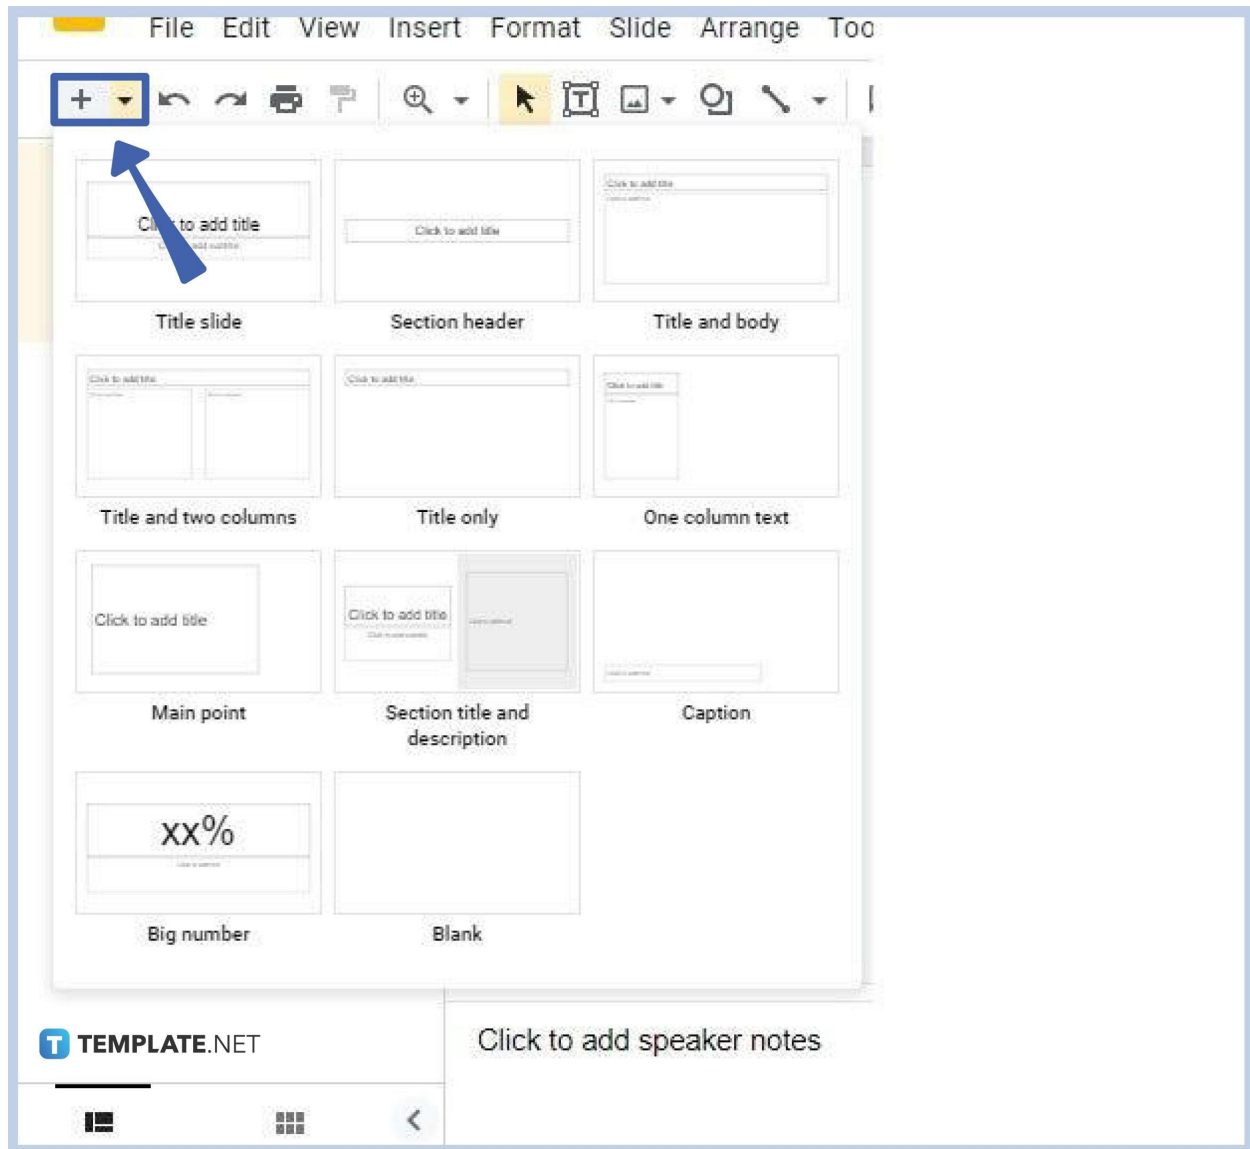 File Edit View Insert Format Slide Arrange Too
Click to add title
Click to add title
Click to add title
Title slide
Section header
Title and body
Click to add title
Click to add title
Click to add title
Title and two columns
Title only
One column text
Click to add title
Click to add title
Main point
Section title and
description
Caption
xx%
Big number
Blank
TEMPLATE.NET
Click to add speaker notes